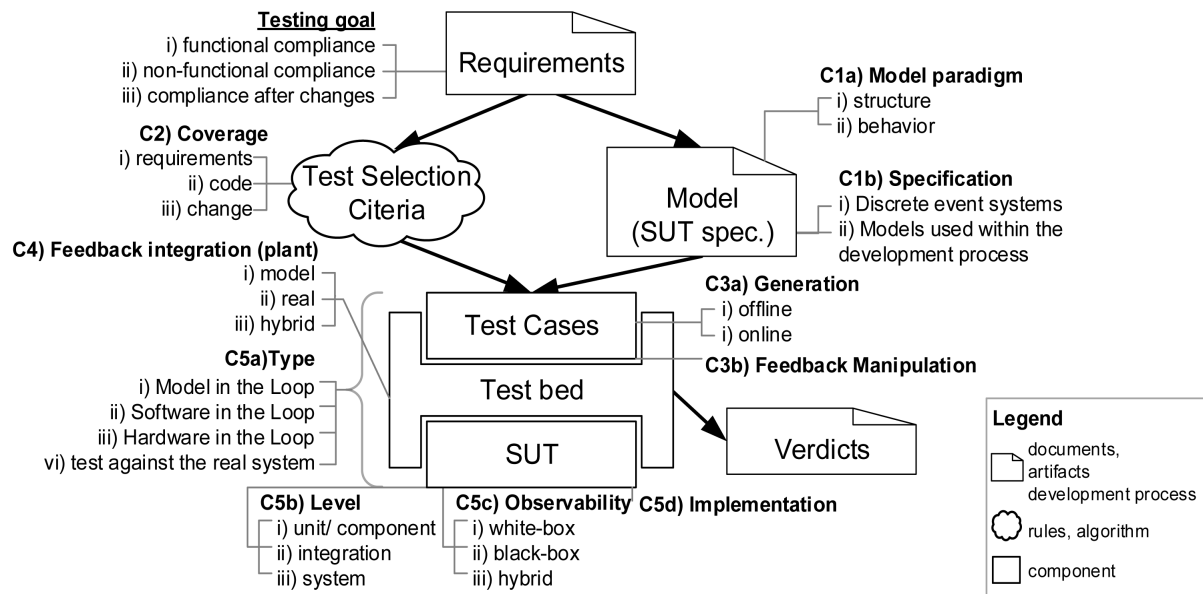 Testing goal
i) functional compliance
ii) non-functional compliance
iii) compliance after changes
Requirements
C1a) Model paradigm
i) structure
ii) behavior
C2) Coverage
i) requirements
ii) code
iii) change
Test Selection
Citeria
Model
(SUT spec.)
C1b) Specification
i) Discrete event systems
ii) Models used within the
development process
C4) Feedback integration (plant)
i) model
ii) real
iii) hybrid
Test Cases
C3a) Generation
i) offline
i) online
C3b) Feedback Manipulation
C5a)Type
i) Model in the Loop
ii) Software in the Loop
iii) Hardware in the Loop
vi) test against the real system
Test bed
SUT
Verdicts
C5b) Level
i) unit/ component
ii) integration
iii) system
C5c) Observability
i) white-box
ii) black-box
iii) hybrid
C5d) Implementation
Legend
documents,
artifacts
development process
rules, algorithm
component